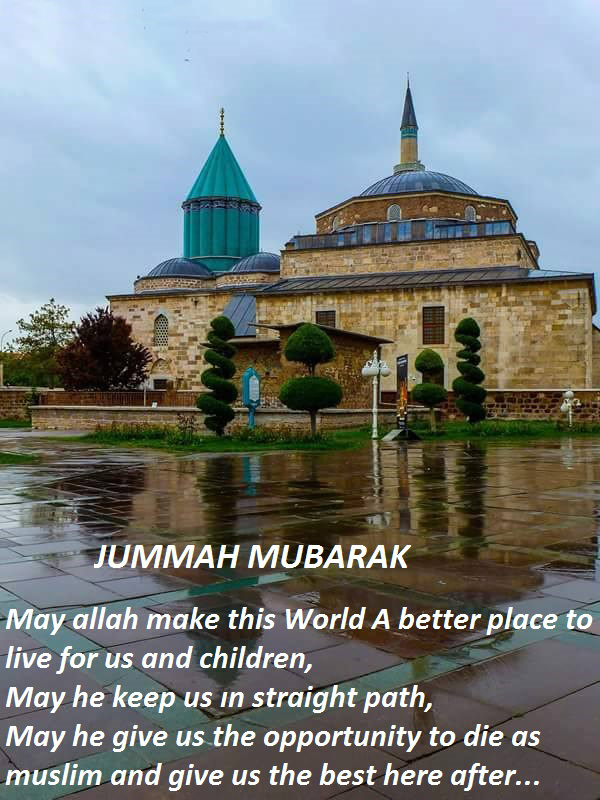 JUMMAH MUBARAK
May allah make this World A better place to
live for us and children,
May he keep us ın straight path,
May he give us the opportunity to die as
muslim and give us the best here after...